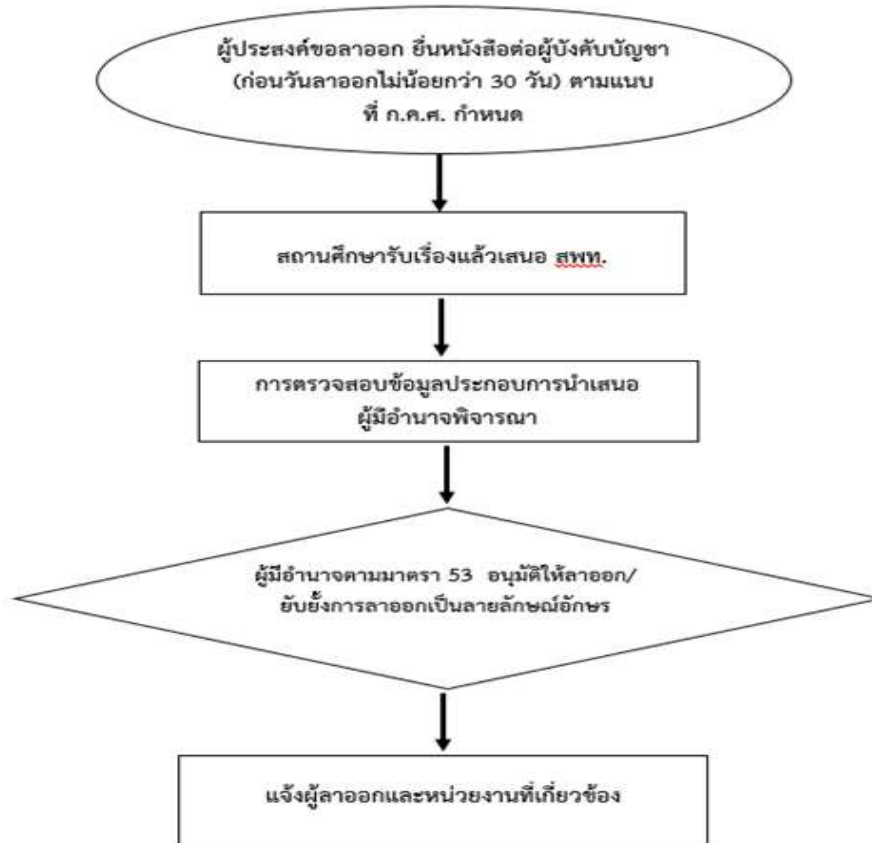 ผู้ประสงค์ขอลาออก ยื่นหนังสือต่อผู้บังคับบัญชา
(ก่อนวันลาออกไม่น้อยกว่า 30 วัน) ตามแนบ
ที่ ก.ค.ศ. กำหนด
สถานศึกษารับเรื่องแล้วเสนอ สพท.
การตรวจสอบข้อมูลประกอบการนำเสนอ
ผู้มีอำนาจพิจารณา
ผู้มีอำนาจตามมาตรา 53 อนุมัติให้ลาออก/
ยับยั้งการลาออกเป็นลายลักษณ์อักษร
แจ้งผู้ลาออกและหน่วยงานที่เกี่ยวข้อง